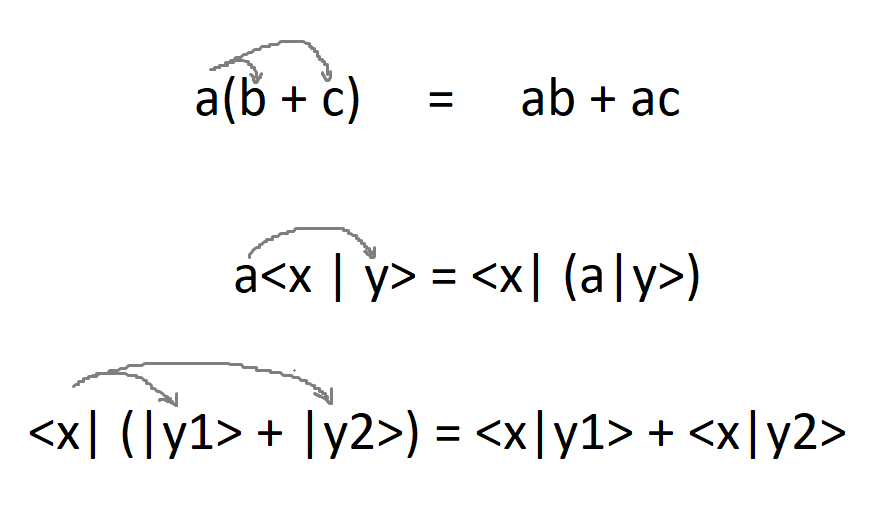 a(b + c) = ab + ac
a<x | y> = <x| (a|y>)
<x| (|y1> + |y2>) = <x|y1> + <x|y2>